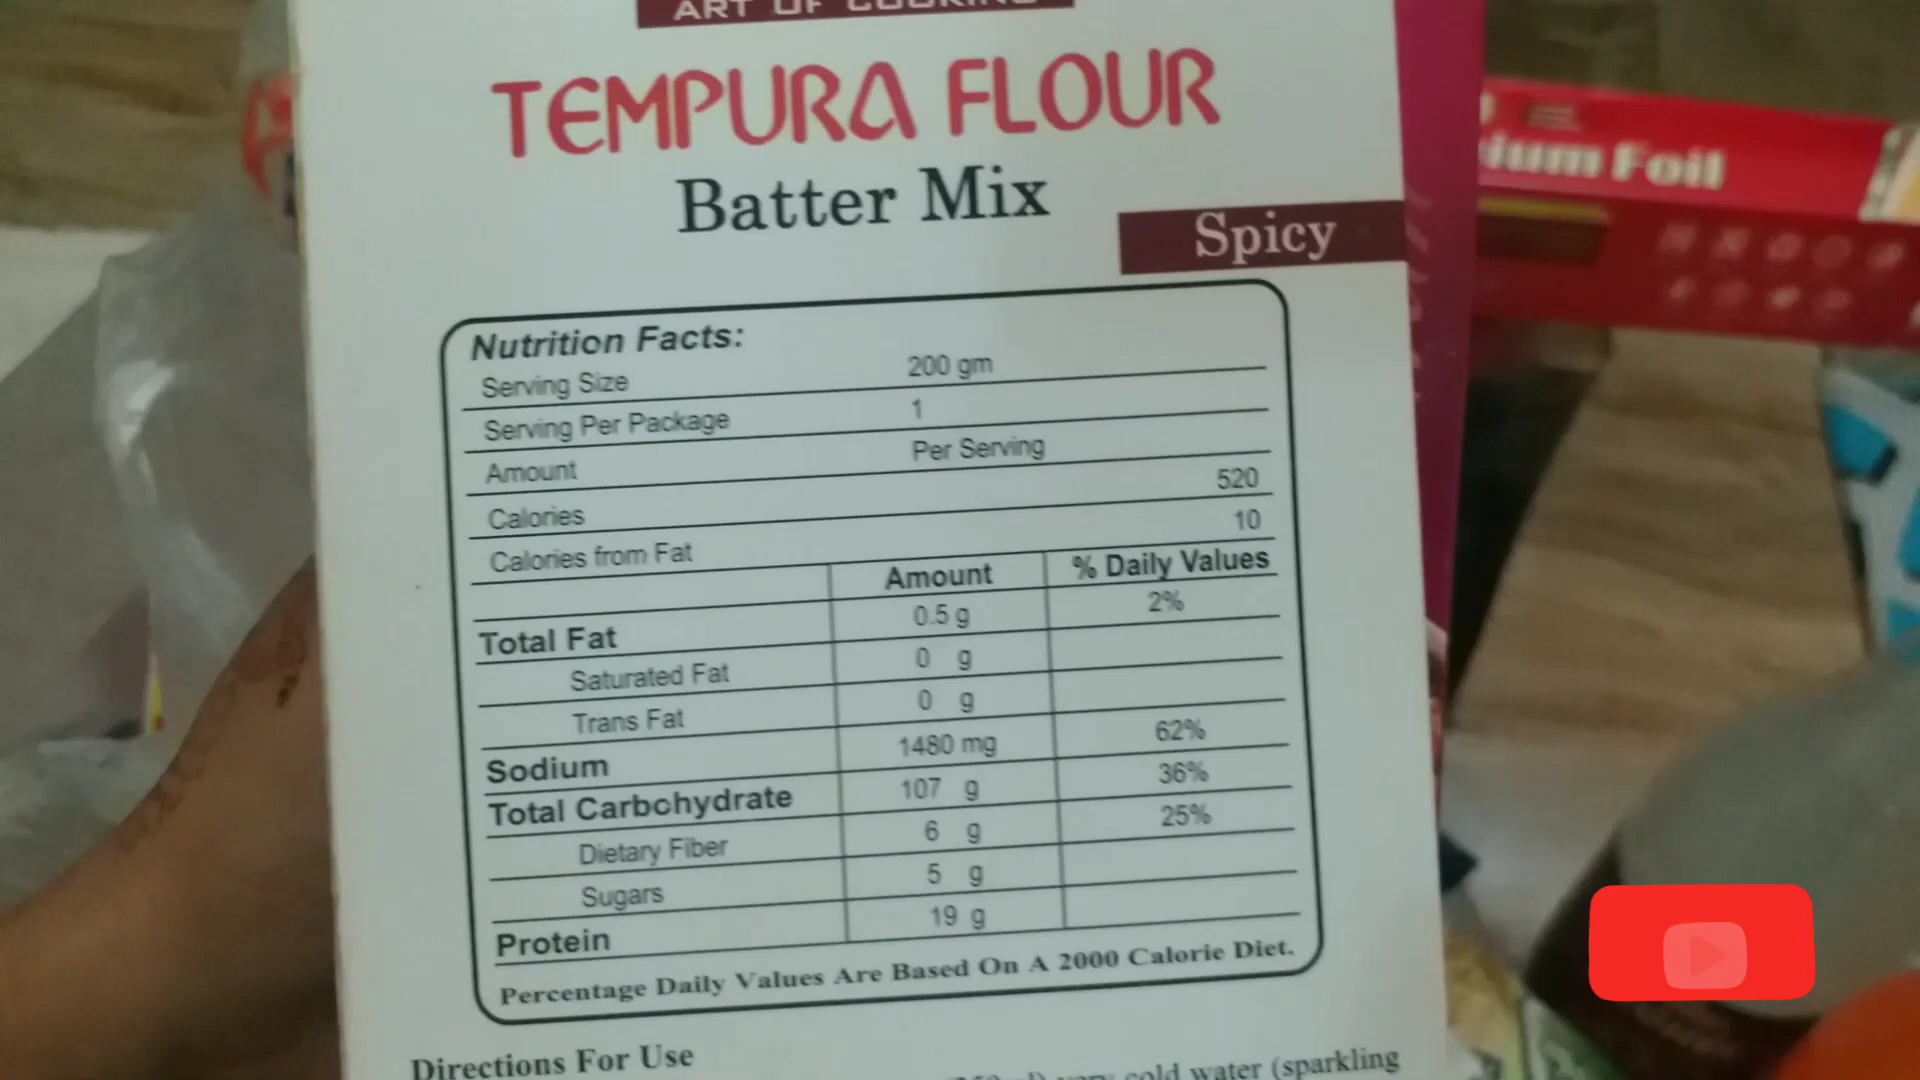 ART OF COOKING
TEMPURA FLOUR
Batter Mix
Spicy
Nutrition Facts:
Serving Size 200 gm
Serving Per Package 1
Amount Per Serving
Calories 520
Calories from Fat 10
Amount % Daily Values
Total Fat 0.5 g 2%
Saturated Fat 0 g
Trans Fat 0 g
Sodium 1480 mg 62%
Total Carbohydrate 107 g 36%
Dietary Fiber 6 g 25%
Sugars 5 g
Protein 19 g
Percentage Daily Values Are Based On A 2000 Calorie Diet.
Directions For Use
cold water (sparkling
Foil